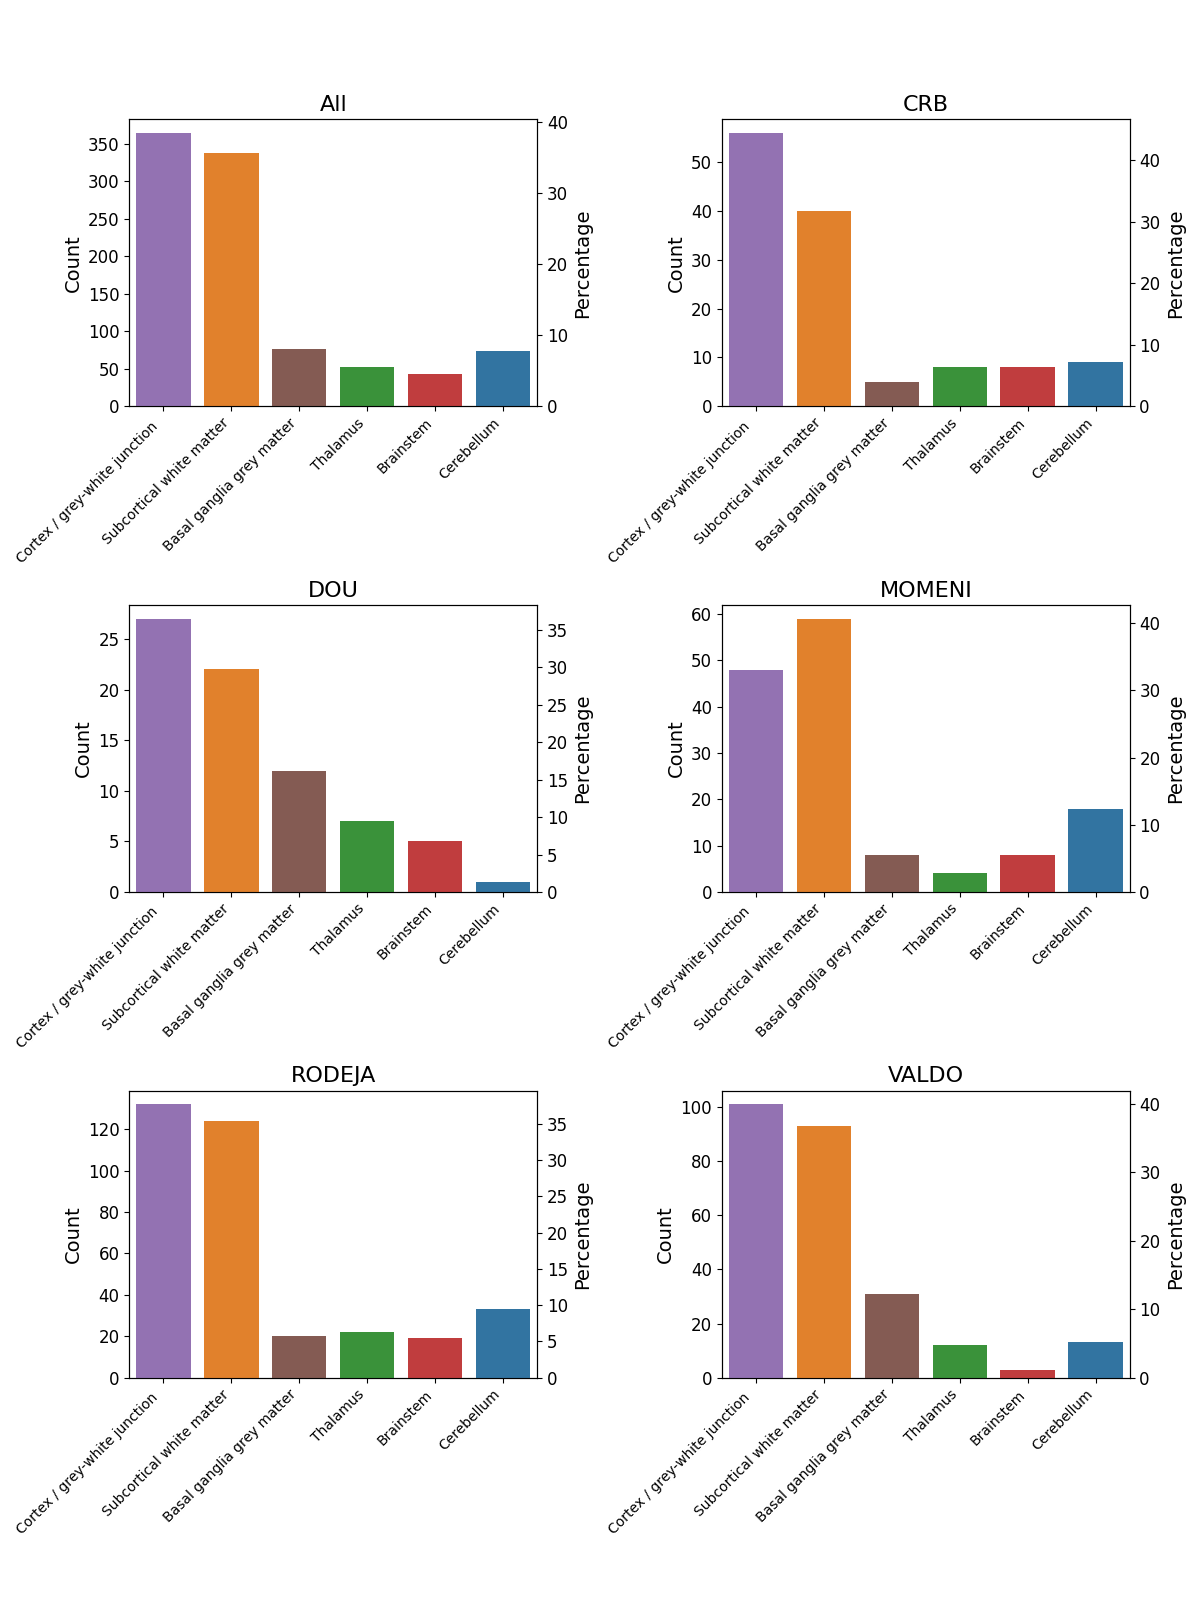 All
CRB
350
300
250
200
150
100
50
0
Count
40
30
20
10
0
Percentage
50
40
30
20
10
0
Count
40
30
20
10
0
Percentage
Cortex / grey-white junction
Subcortical white matter
Basal ganglia grey matter
Thalamus
Brainstem
Cerebellum
Cortex / grey-white junction
Subcortical white matter
Basal ganglia grey matter
Thalamus
Brainstem
Cerebellum
DOU
MOMENI
25
20
15
10
5
0
Count
35
30
25
20
15
10
5
0
Percentage
60
50
40
30
20
10
0
Count
40
30
20
10
0
Percentage
Cortex / grey-white junction
Subcortical white matter
Basal ganglia grey matter
Thalamus
Brainstem
Cerebellum
Cortex / grey-white junction
Subcortical white matter
Basal ganglia grey matter
Thalamus
Brainstem
Cerebellum
RODEJA
VALDO
120
100
80
60
40
20
0
Count
35
30
25
20
15
10
5
0
Percentage
100
80
60
40
20
0
Count
40
30
20
10
0
Percentage
Cortex / grey-white junction
Subcortical white matter
Basal ganglia grey matter
Thalamus
Brainstem
Cerebellum
Cortex / grey-white junction
Subcortical white matter
Basal ganglia grey matter
Thalamus
Brainstem
Cerebellum